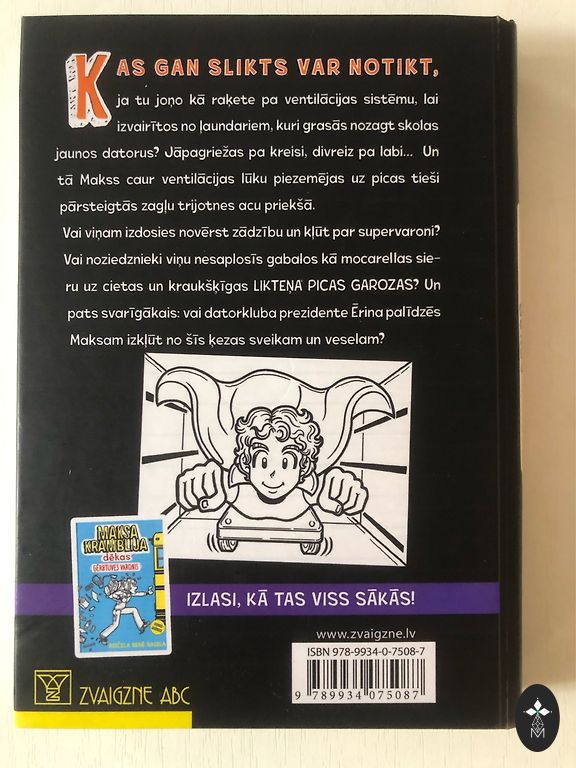 KAS GAN SLIKTS VAR NOTIKT,
ja tu joņo kā raķete pa ventilācijas sistēmu, lai
izvairītos no ļaundariem, kuri grasās nozagt skolas
jaunos datorus? Jāpagriežas pa kreisi, divreiz pa labi... Un
tā Makss caur ventilācijas lūku piezemējas uz picas tieši
pārsteigtās zagļu trijotnes acu priekšā.
Vai viņam izdosies novērst zādzību un kļūt par supervaroni?
Vai noziedznieki viņu nesaplosīs gabalos kā mocarellas sie-
ru uz cietas un kraukšķīgas LIKTEŅA PICAS GAROZAS? Un
pats svarīgākais: vai datorkluba prezidente Ērina palīdzēs
Maksam izkļūt no šīs ķezas sveikam un veselam?
MAKSA
KRAMBLIJA
dēkas
ĢĒRBTUVES VARONIS
REIČELA RENĒ RASELA
IZLASI, KĀ TAS VISS SĀKĀS!
www.zvaigzne.lv
ISBN 978-9934-0-7508-7
9 789934 075087
ZVAIGZNE ABC
M